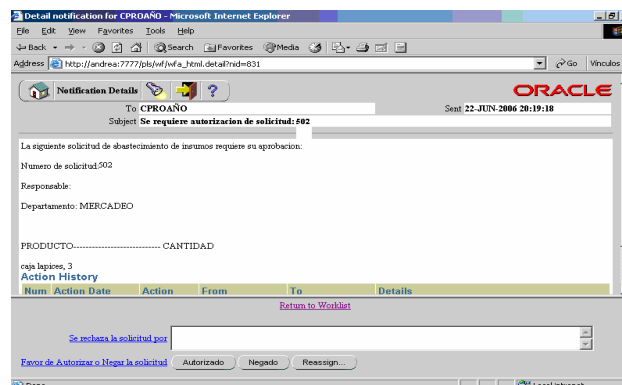 Detail notification for CPROAÑO - Microsoft Internet Explorer
File Edit View Favorites Tools Help
Back Search Favorites Media
Address http://andrea:7777/pls/wf/wfa_html.detail?nid=831 Go Vínculos
Notification Details ? ORACLE
To CPROAÑO Sent 22-JUN-2006 20:19:18
Subject Se requiere autorizacion de solicitud: 502
La siguiente solicitud de abastecimiento de insumos requiere su aprobacion:
Numero de solicitud:502
Responsable:
Departamento: MERCADEO
PRODUCTO---------------------------- CANTIDAD
caja lapices, 3
Action History
Num Action Date Action From To Details
Return to Worklist
Se rechaza la solicitud por
Favor de Autorizar o Negar la solicitud Autorizado Negado Reassign...
Local intranet